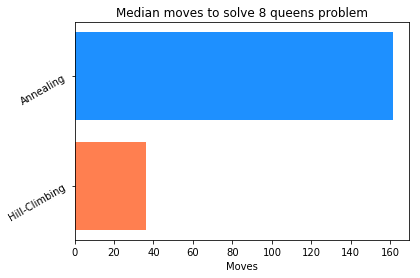 Median moves to solve 8 queens problem
Annealing
Hill-Climbing
0 20 40 60 80 100 120 140 160
Moves